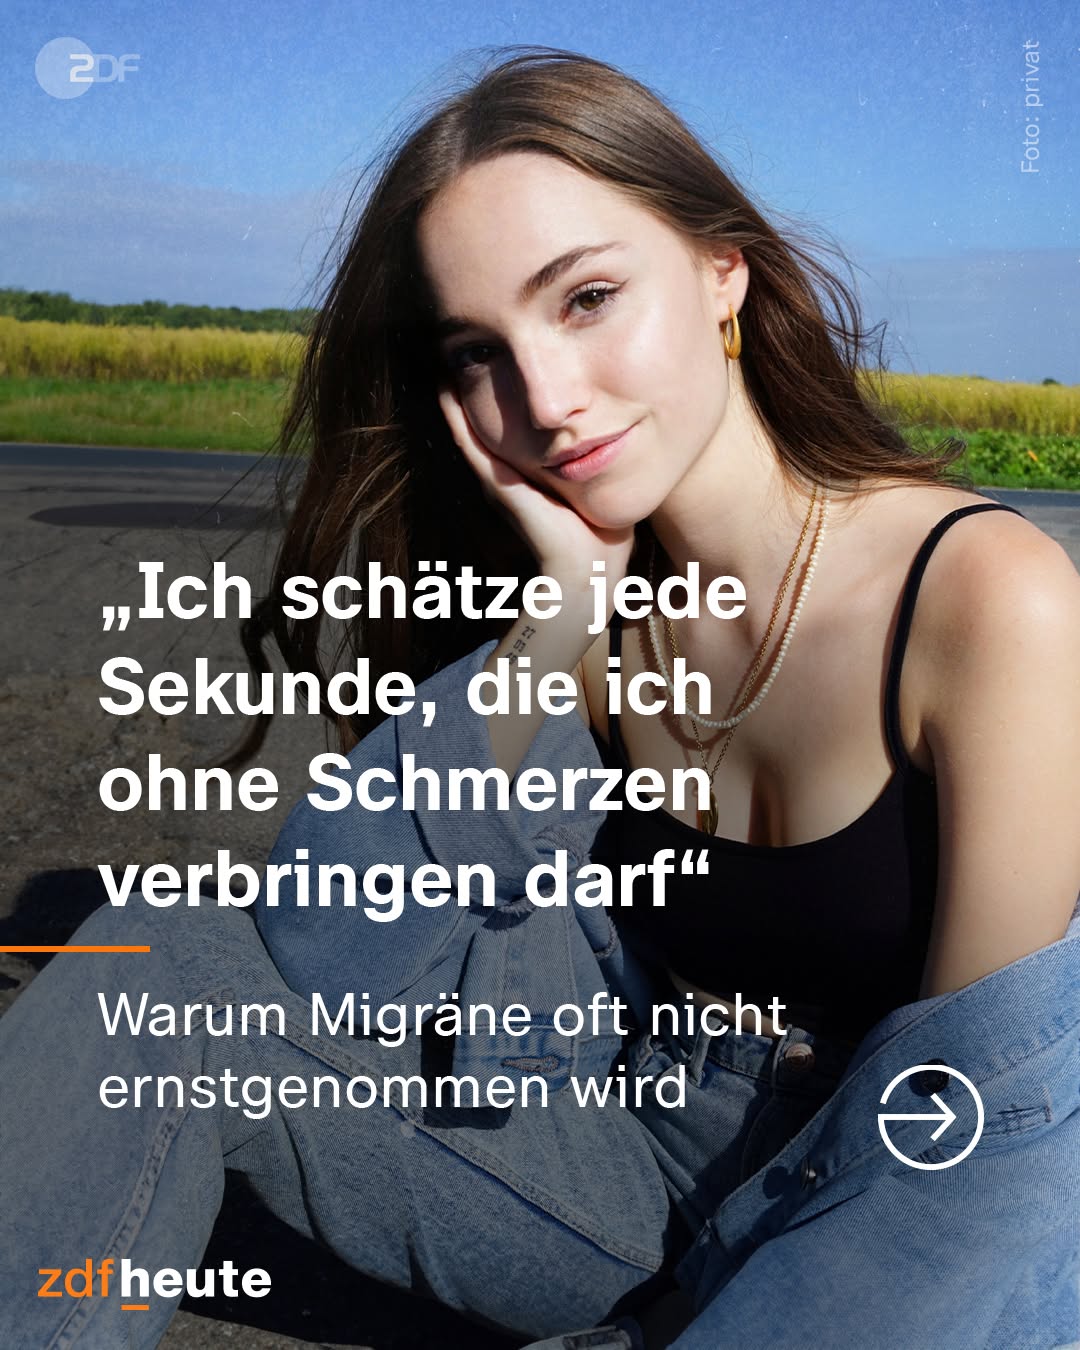 ZDF
Foto: privat
„Ich schätze jede
Sekunde, die ich
ohne Schmerzen
verbringen darf“
Warum Migräne oft nicht
ernstgenommen wird
zdfheute